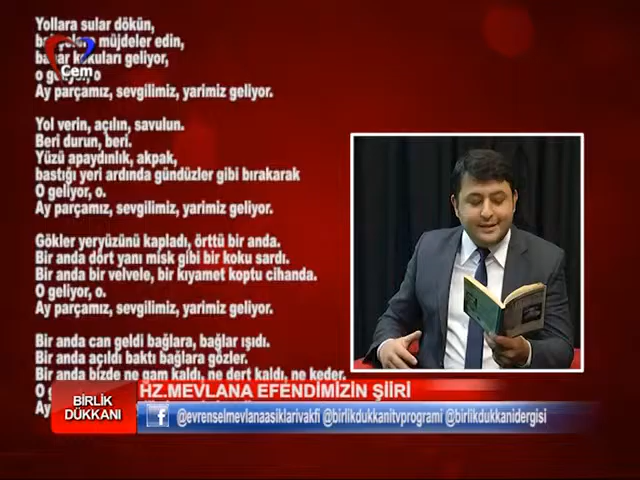 Yollara sular dökün,
müjdeler edin,
kokuları geliyor,
Ay parçamız, sevgilimiz, yarimiz geliyor.
Yol verin, açılın, savulun.
Beri durun, beri.
Yüzü apaydınlık, akpak,
bastığı yeri ardında gündüzler gibi bırakarak
O geliyor, o.
Ay parçamız, sevgilimiz, yarimiz geliyor.
Gökler yeryüzünü kapladı, örttü bir anda.
Bir anda dört yanı misk gibi bir koku sardı.
Bir anda bir velvele, bir kıyamet koptu cihanda.
O geliyor, o.
Ay parçamız, sevgilimiz, yarimiz geliyor.
Bir anda can geldi bağlara, bağlar ışıdı.
Bir anda açıldı baktı bağlara gözler.
Bir anda bizde ne gam kaldı, ne dert kaldı, ne keder.
Cem
HZ.MEVLANA EFENDİMİZİN ŞİİRİ
BİRLİK
DÜKKANI
f @evrenselmevlanaasiklarivakfi @birlikdukkanitvprogrami @birlikdukkanidergisi